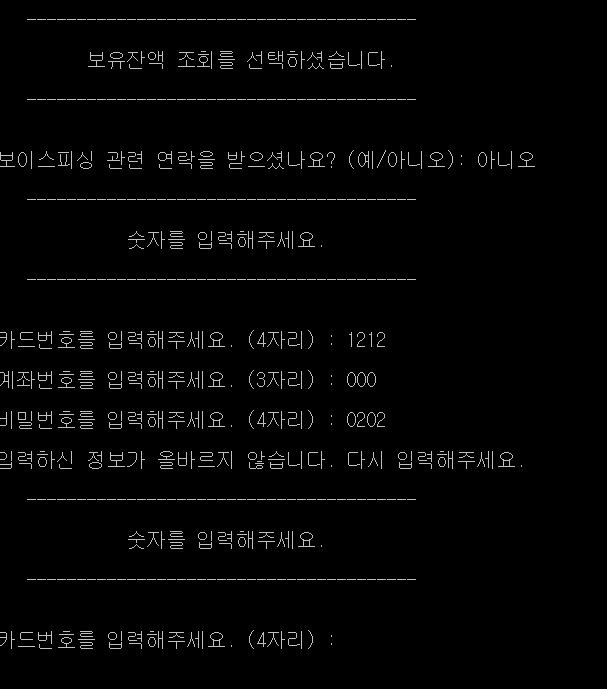 ----------------------------------------
보유잔액 조회를 선택하셨습니다.
----------------------------------------
보이스피싱 관련 연락을 받으셨나요? (예/아니오): 아니오
----------------------------------------
숫자를 입력해주세요.
----------------------------------------
카드번호를 입력해주세요. (4자리) : 1212
계좌번호를 입력해주세요. (3자리) : 000
비밀번호를 입력해주세요. (4자리) : 0202
입력하신 정보가 올바르지 않습니다. 다시 입력해주세요.
----------------------------------------
숫자를 입력해주세요.
----------------------------------------
카드번호를 입력해주세요. (4자리) :